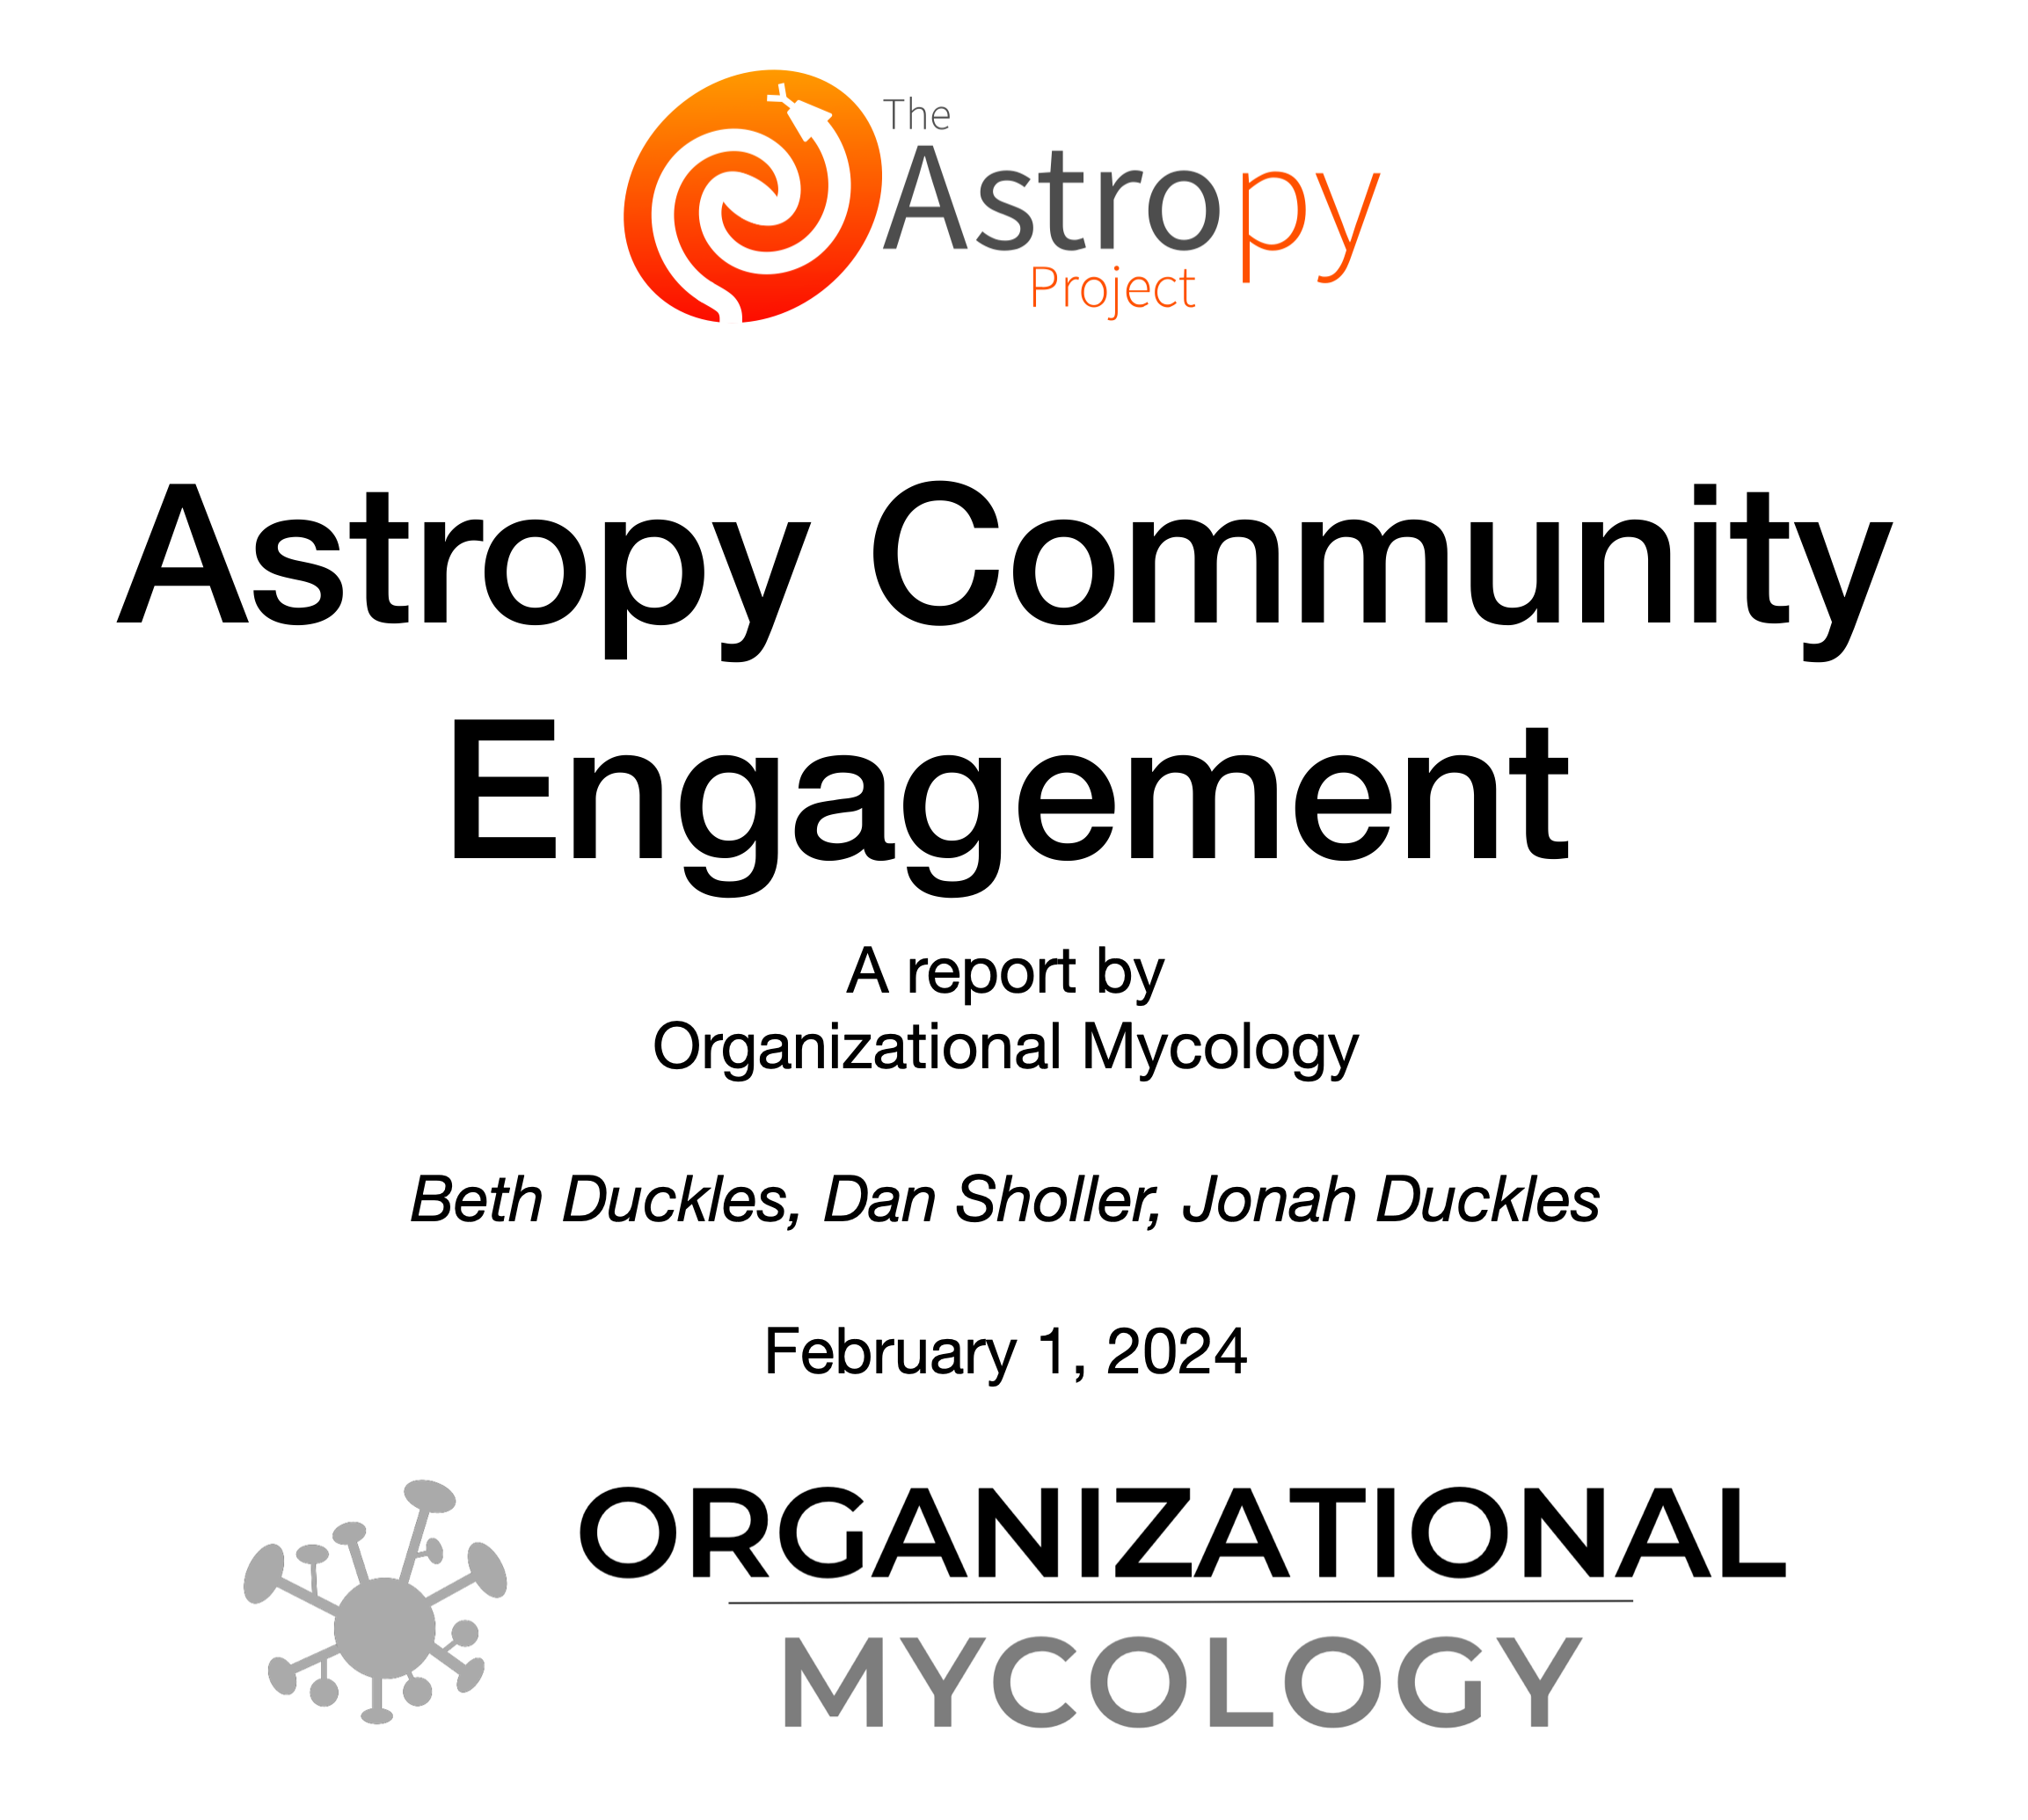 The
Astropy
Project
Astropy Community
Engagement
A report by
Organizational Mycology
Beth Duckles, Dan Sholler, Jonah Duckles
February 1, 2024
ORGANIZATIONAL
MYCOLOGY